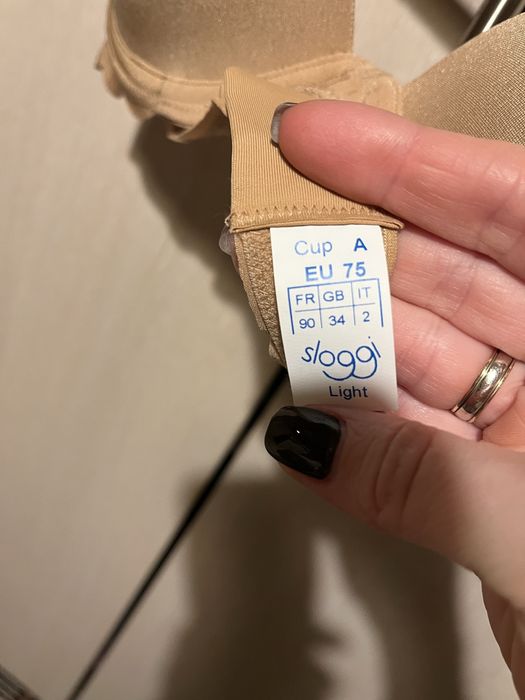 Cup A
EU 75
FR GB IT
90 34 2
sloggi
Light